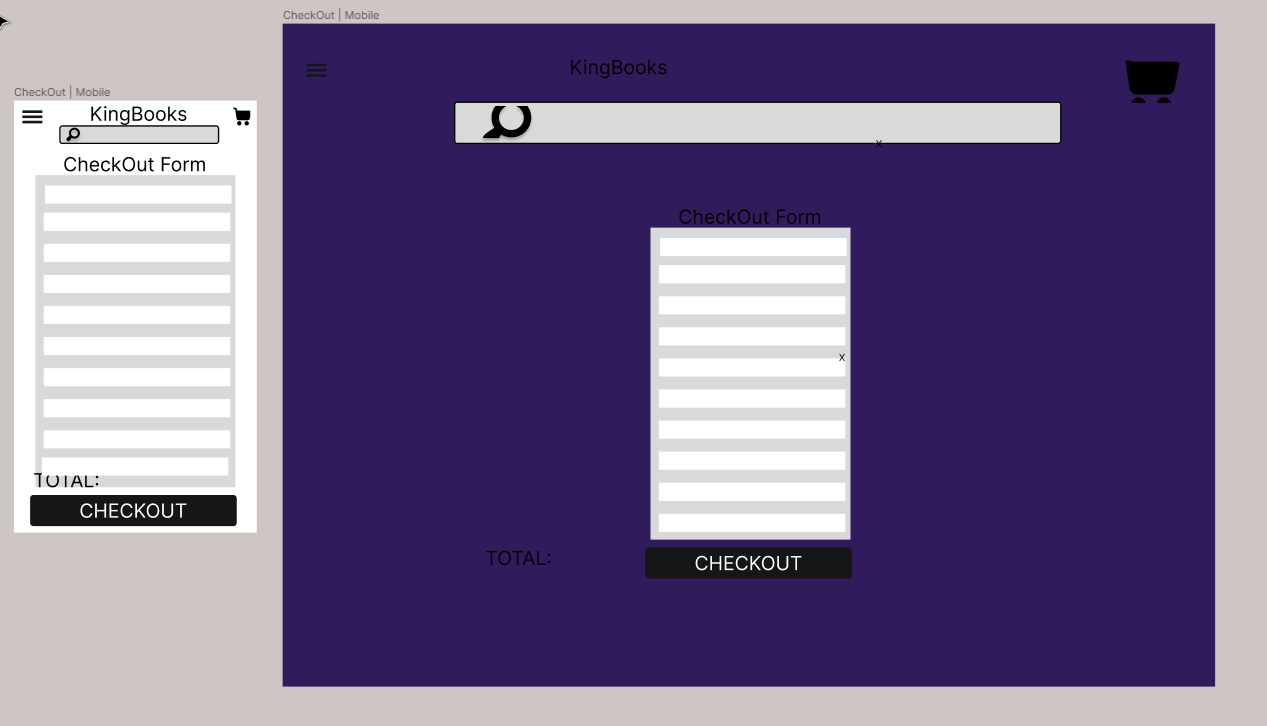 CheckOut | Mobile
KingBooks
CheckOut Form
TOTAL:
CHECKOUT
CheckOut | Mobile
KingBooks
x
CheckOut Form
x
TOTAL:
CHECKOUT